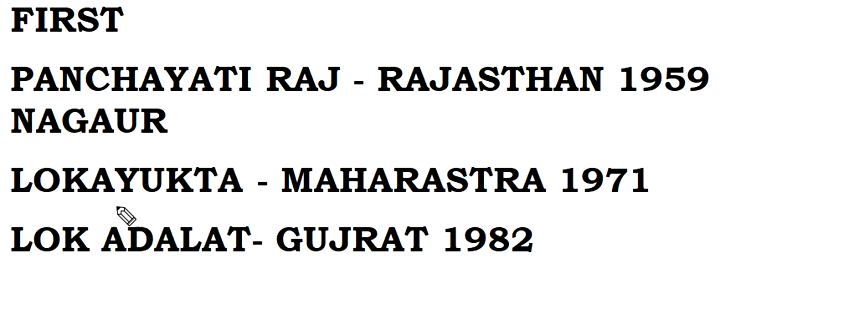 FIRST
PANCHAYATI RAJ - RAJASTHAN 1959
NAGAUR
LOKAYUKTA - MAHARASTRA 1971
LOK ADALAT- GUJRAT 1982